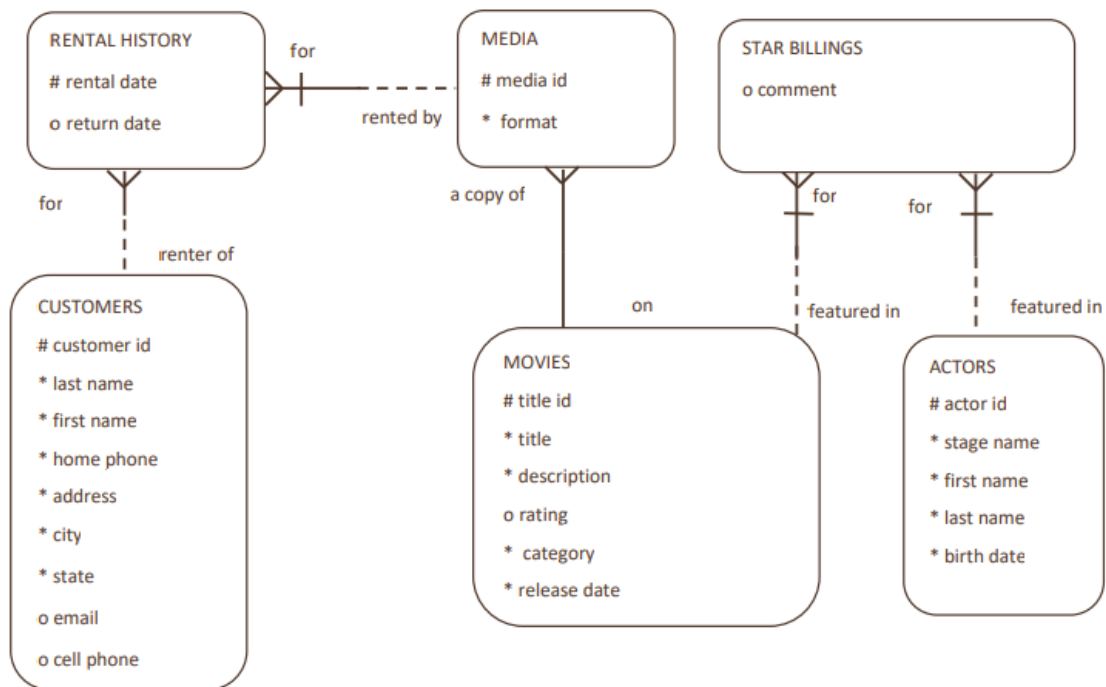 RENTAL HISTORY
# rental date
o return date
for
rented by
MEDIA
# media id
* format
STAR BILLINGS
o comment
for
renter of
a copy of
on
for
featured in
for
featured in
CUSTOMERS
# customer id
* last name
* first name
* home phone
* address
* city
* state
o email
o cell phone
MOVIES
# title id
* title
* description
o rating
* category
* release date
ACTORS
# actor id
* stage name
* first name
* last name
* birth date